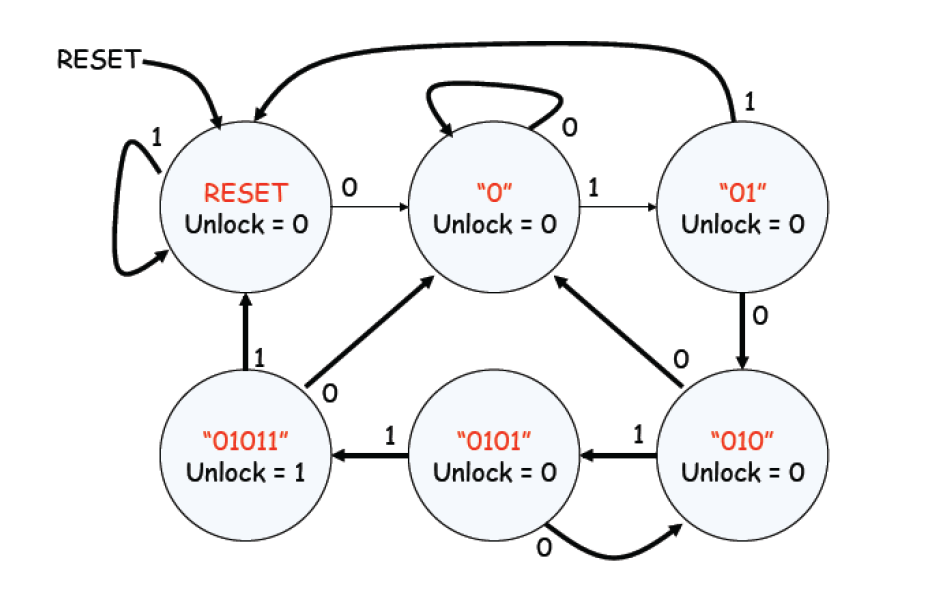 RESET
1
0
1
RESET
Unlock = 0
0
“0”
Unlock = 0
1
“01”
Unlock = 0
0
1
0
0
“01011”
Unlock = 1
1
“0101”
Unlock = 0
1
“010”
Unlock = 0
0